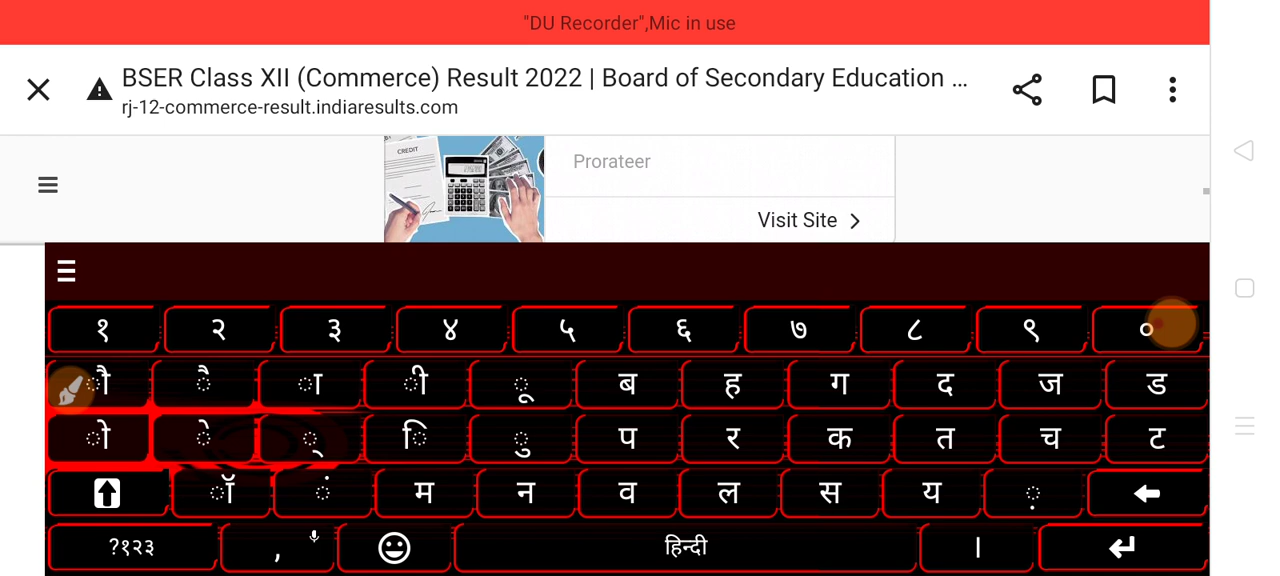 "DU Recorder",Mic in use
BSER Class XII (Commerce) Result 2022 | Board of Secondary Education ...
rj-12-commerce-result.indiaresults.com
CREDIT
Prorateer
Visit Site
१ २ ३ ४ ५ ६ ७ ८ ९ ०
ौ ै ा ी ू ब ह ग द ज ड
ो े ् ि ु प र क त च ट
ॉ ं म न व ल स य ़
?१२३ , हिन्दी ।